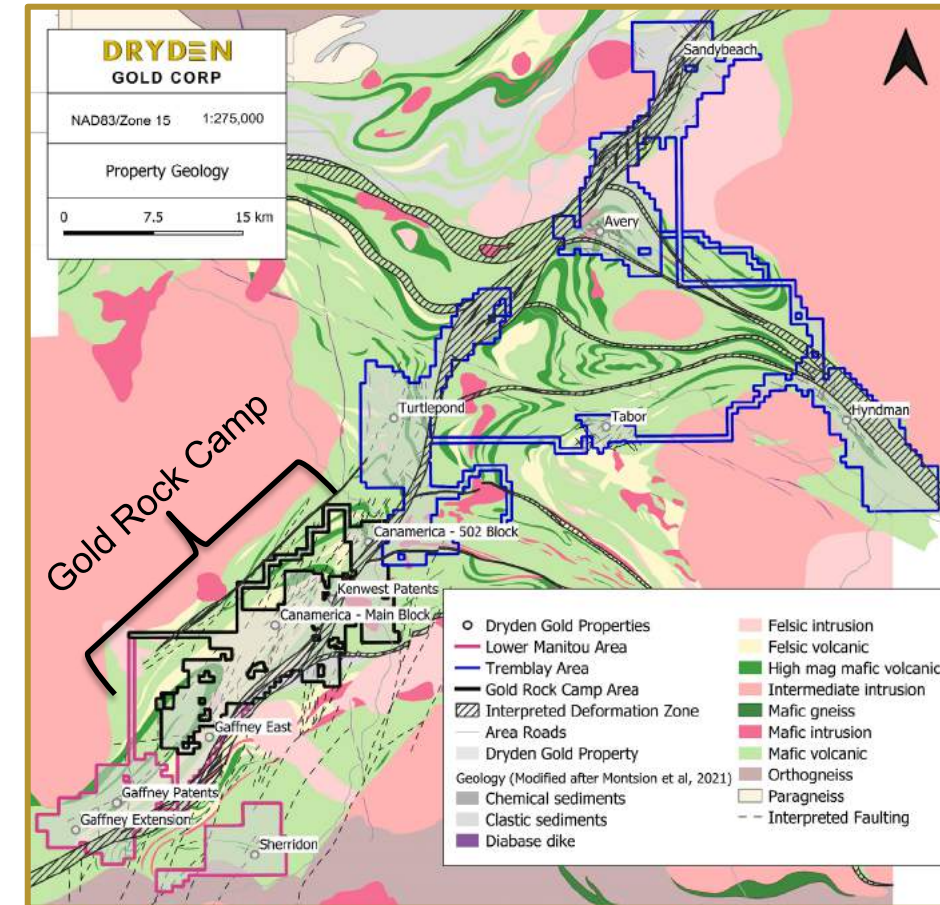 DRYDEN
GOLD CORP
NAD83/Zone 15 1:275,000
Property Geology
0 7.5 15 km
Sandybeach
Avery
Turtlepond
Tabor
Hyndman
Gold Rock Camp
Canamerica - 502 Block
Kenwest Patents
Canamerica - Main Block
Gaffney East
Gaffney Patents
Gaffney Extension
Sherridon
Dryden Gold Properties
Lower Manitou Area
Tremblay Area
Gold Rock Camp Area
Interpreted Deformation Zone
Area Roads
Dryden Gold Property
Geology (Modified after Montsion et al, 2021)
Chemical sediments
Clastic sediments
Diabase dike
Felsic intrusion
Felsic volcanic
High mag mafic volcanic
Intermediate intrusion
Mafic gneiss
Mafic intrusion
Mafic volcanic
Orthogneiss
Paragneiss
Interpreted Faulting